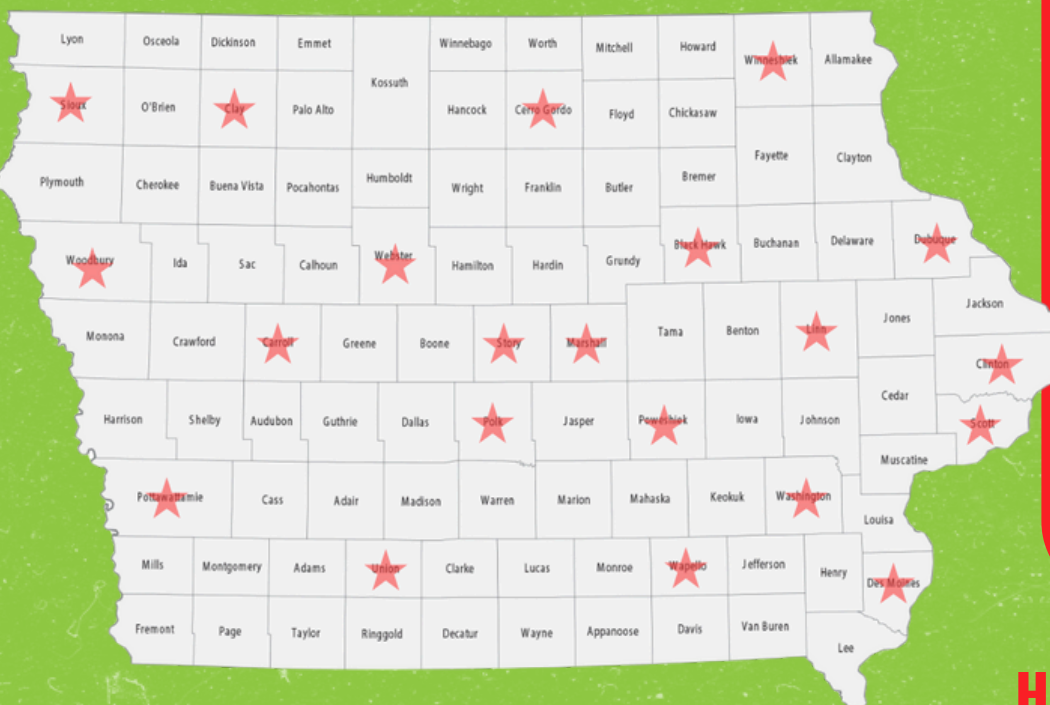 Lyon
Osceola
Dickinson
Emmet
Kossuth
Winnebago
Worth
Mitchell
Howard
Winneshiek
Allamakee
Sioux
O'Brien
Clay
Palo Alto
Hancock
Cerro Gordo
Floyd
Chickasaw
Fayette
Clayton
Plymouth
Cherokee
Buena Vista
Pocahontas
Humboldt
Wright
Franklin
Butler
Bremer
Woodbury
Ida
Sac
Calhoun
Webster
Hamilton
Hardin
Grundy
Black Hawk
Buchanan
Delaware
Dubuque
Monona
Crawford
Carroll
Greene
Boone
Story
Marshall
Tama
Benton
Linn
Jones
Jackson
Clinton
Harrison
Shelby
Audubon
Guthrie
Dallas
Polk
Jasper
Poweshiek
Iowa
Johnson
Cedar
Scott
Muscatine
Pottawattamie
Cass
Adair
Madison
Warren
Marion
Mahaska
Keokuk
Washington
Louisa
Mills
Montgomery
Adams
Union
Clarke
Lucas
Monroe
Wapello
Jefferson
Henry
Des Moines
Fremont
Page
Taylor
Ringgold
Decatur
Wayne
Appanoose
Davis
Van Buren
Lee
H